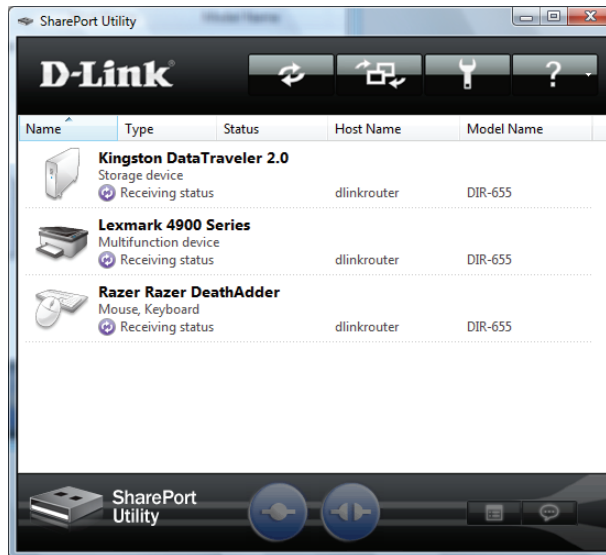 SharePort Utility
D-Link
?
Name Type Status Host Name Model Name
Kingston DataTraveler 2.0
Storage device
Receiving status dlinkrouter DIR-655
Lexmark 4900 Series
Multifunction device
Receiving status dlinkrouter DIR-655
Razer Razer DeathAdder
Mouse, Keyboard
Receiving status dlinkrouter DIR-655
SharePort
Utility